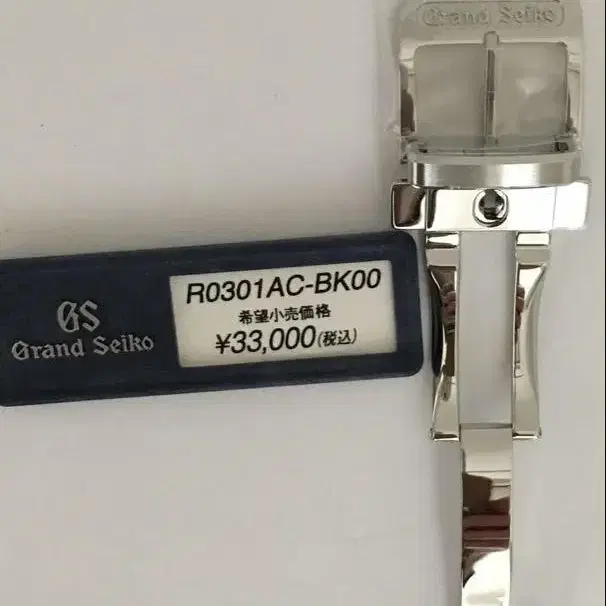 Grand Seiko
GS
Grand Seiko
R0301AC-BK00
希望小売価格
¥33,000(税込)